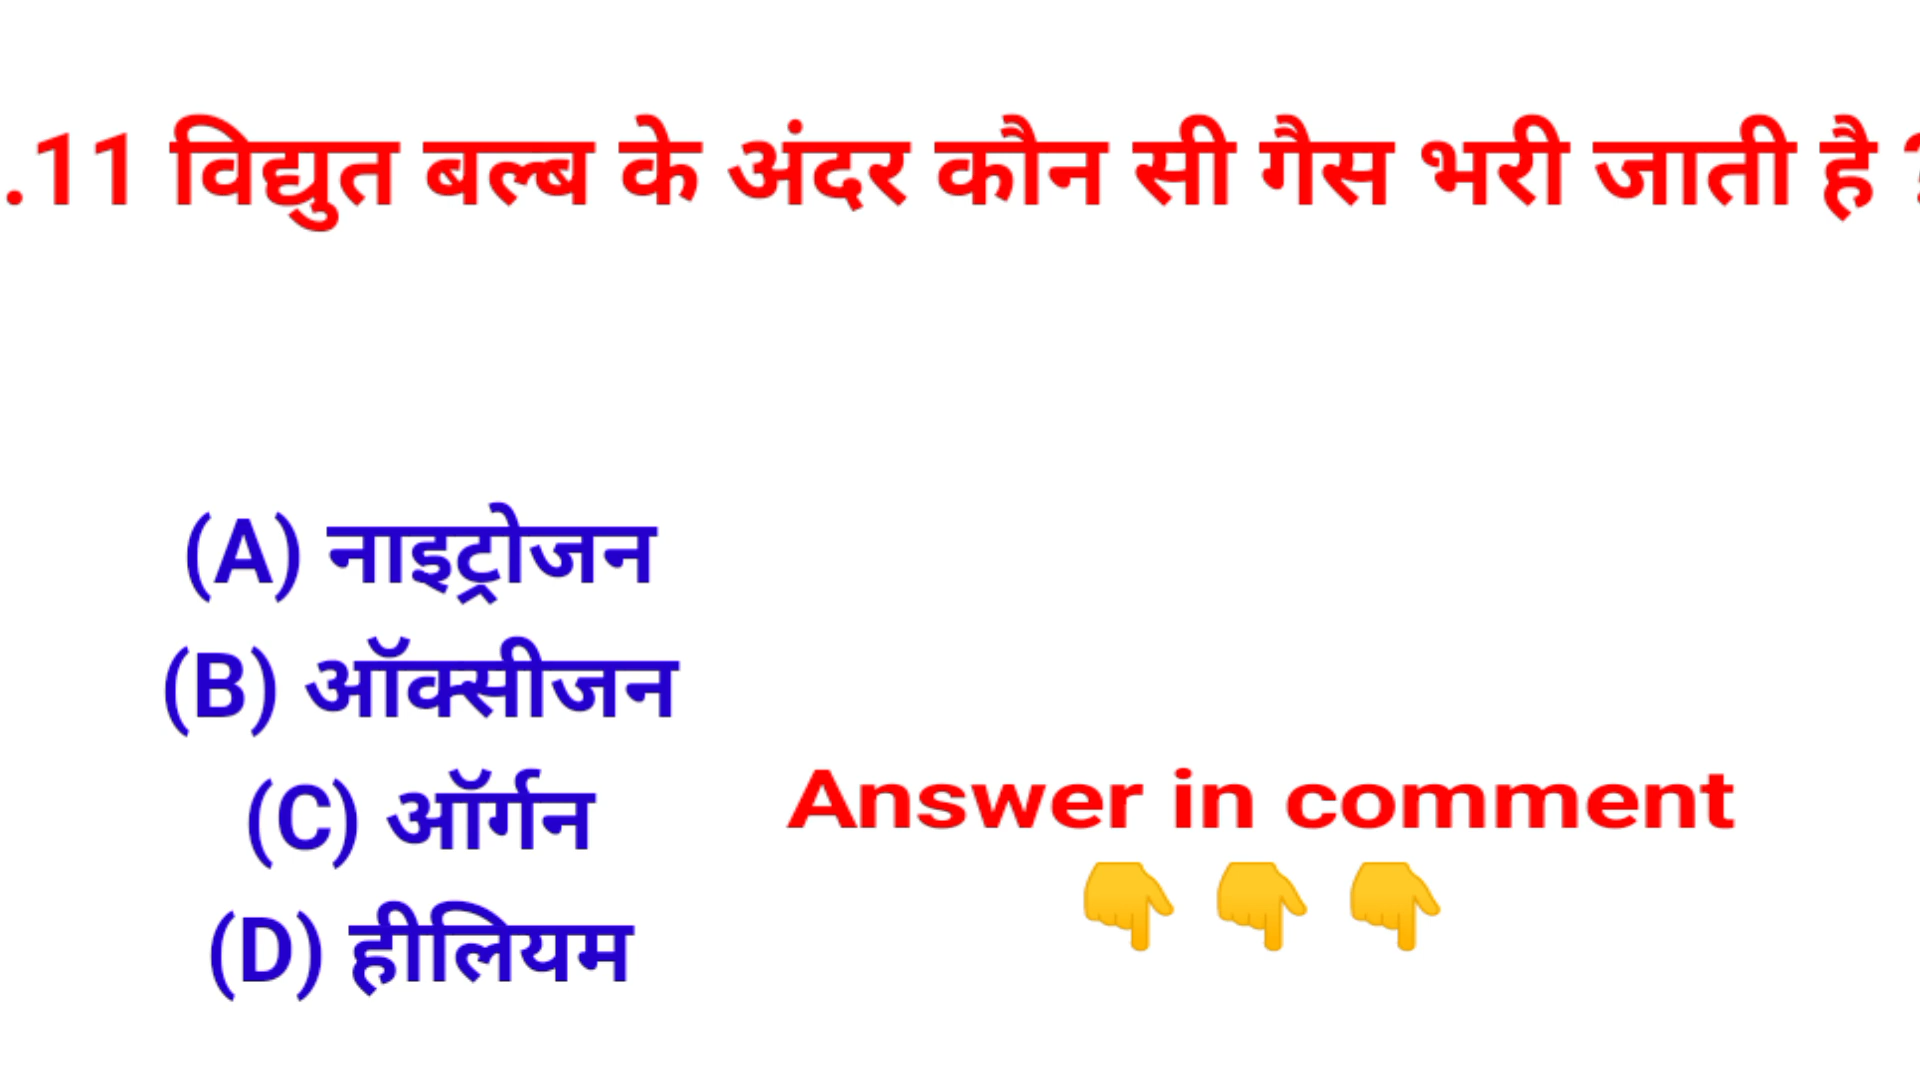 .11 विद्युत बल्ब के अंदर कौन सी गैस भरी जाती है ?
(A) नाइट्रोजन
(B) ऑक्सीजन
(C) ऑर्गन
(D) हीलियम
Answer in comment
👇 👇 👇